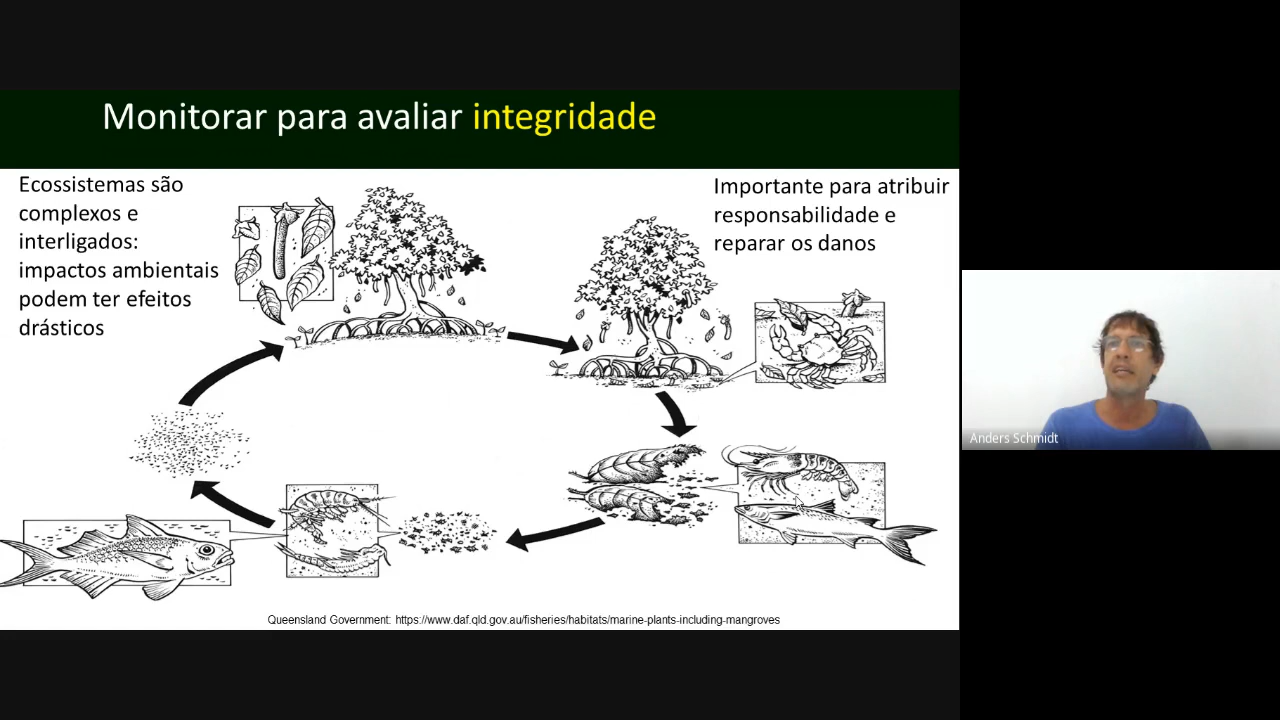 Monitorar para avaliar integridade
Ecossistemas são
complexos e
interligados:
impactos ambientais
podem ter efeitos
drásticos
Importante para atribuir
responsabilidade e
reparar os danos
Anders Schmidt
Queensland Government: https://www.daf.qld.gov.au/fisheries/habitats/marine-plants-including-mangroves